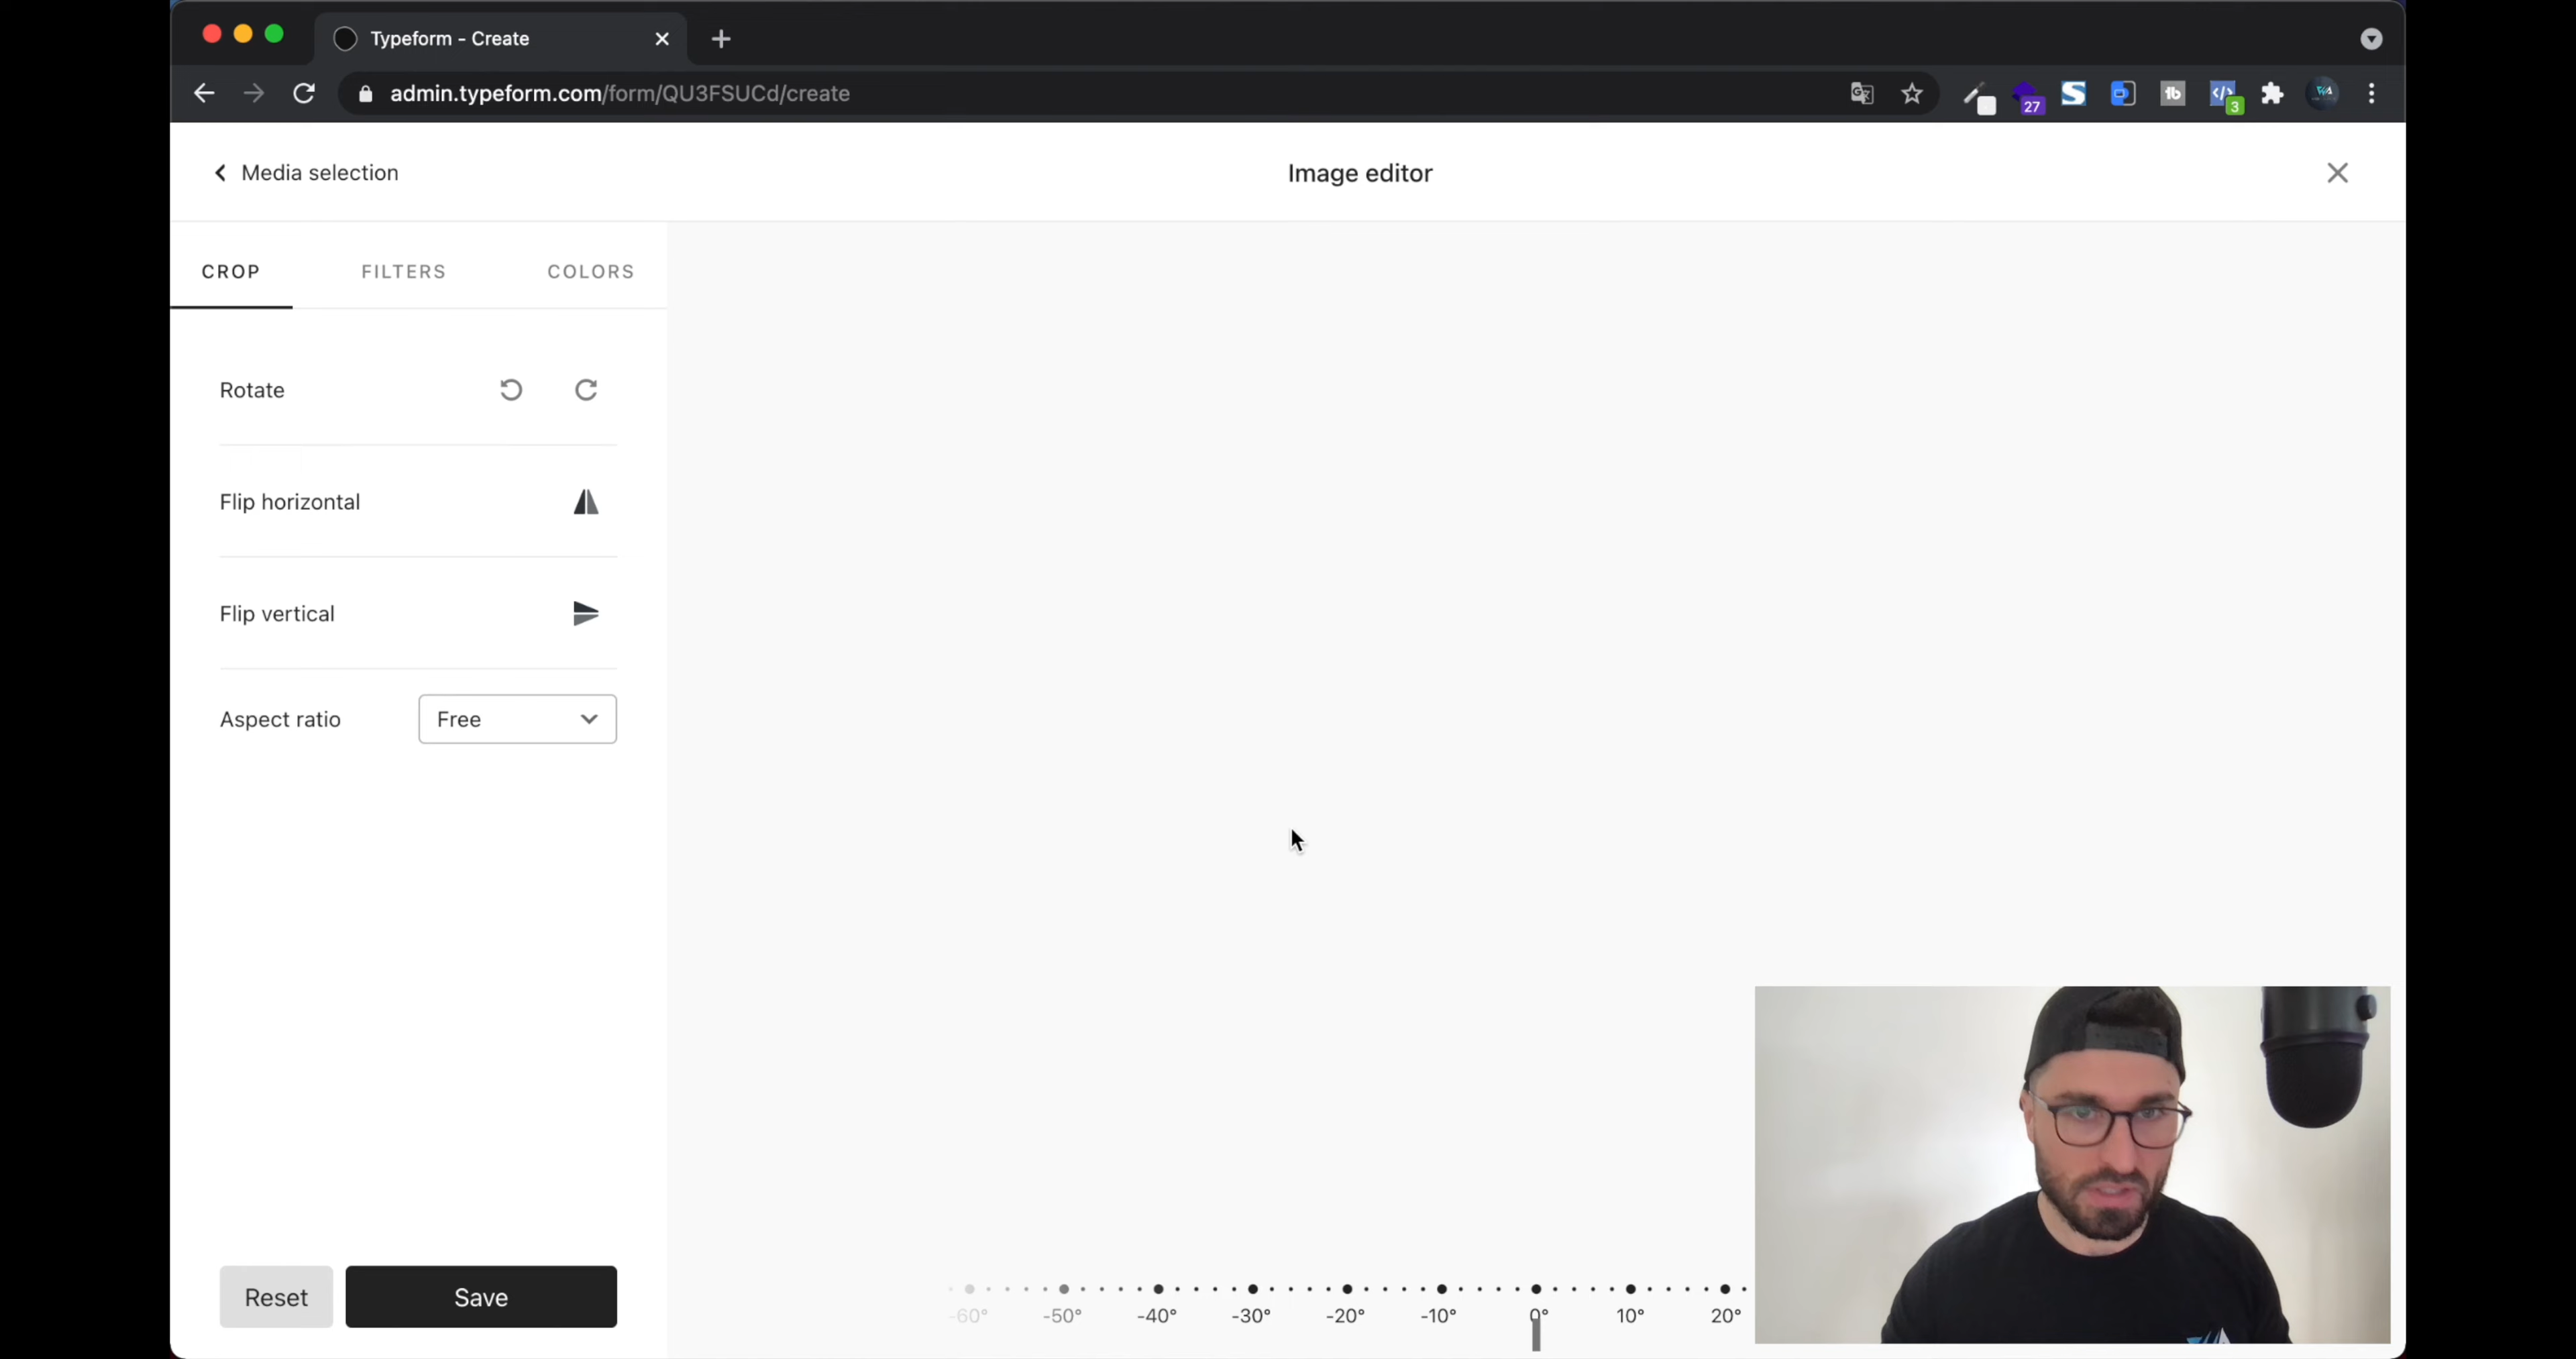 Typeform - Create
admin.typeform.com/form/QU3FSUCd/create
27
3
Media selection
Image editor
CROP
FILTERS
COLORS
Rotate
Flip horizontal
Flip vertical
Aspect ratio
Free
Reset
Save
-60° -50° -40° -30° -20° -10° 0° 10° 20°